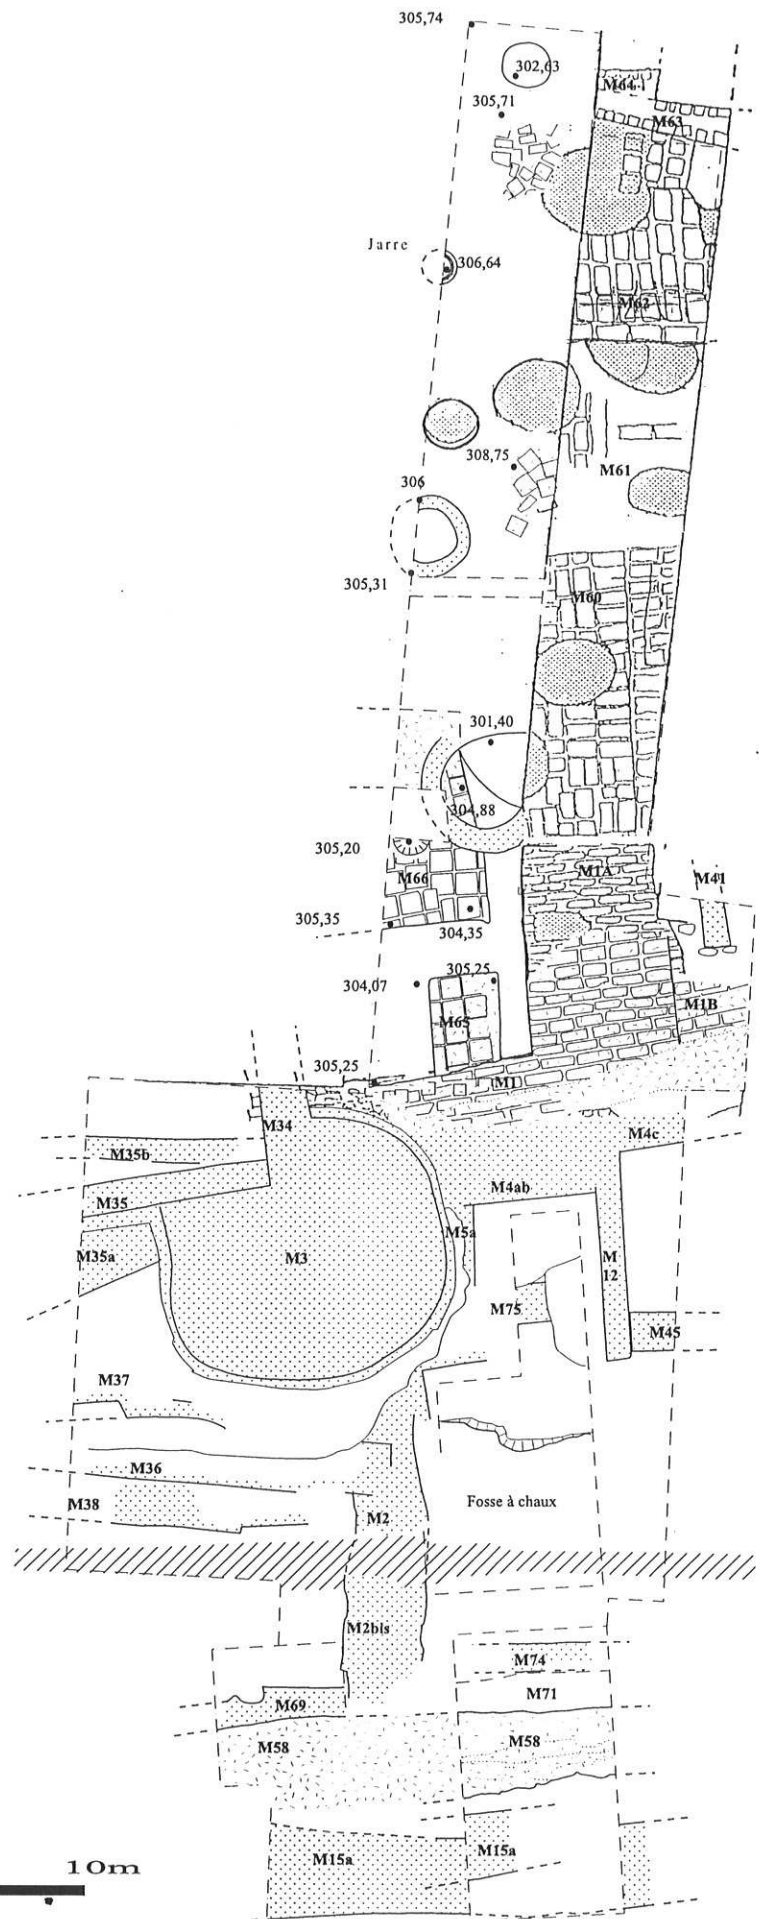 305,74
302,63
M64
305,71
M63
Jarre
306,64
M62
308,75
M61
306
305,31
M60
301,40
304,88
305,20
M1A
M66
M41
305,35
304,35
305,25
304,07
M1B
M65
305,25
M1
M34
M4c
M35b
M4ab
M35
M5a
M35a
M3
M
12
M75
M45
M37
M36
M38
Fosse à chaux
M2
M2bis
M74
M71
M69
M58
M58
M15a
M15a
10m